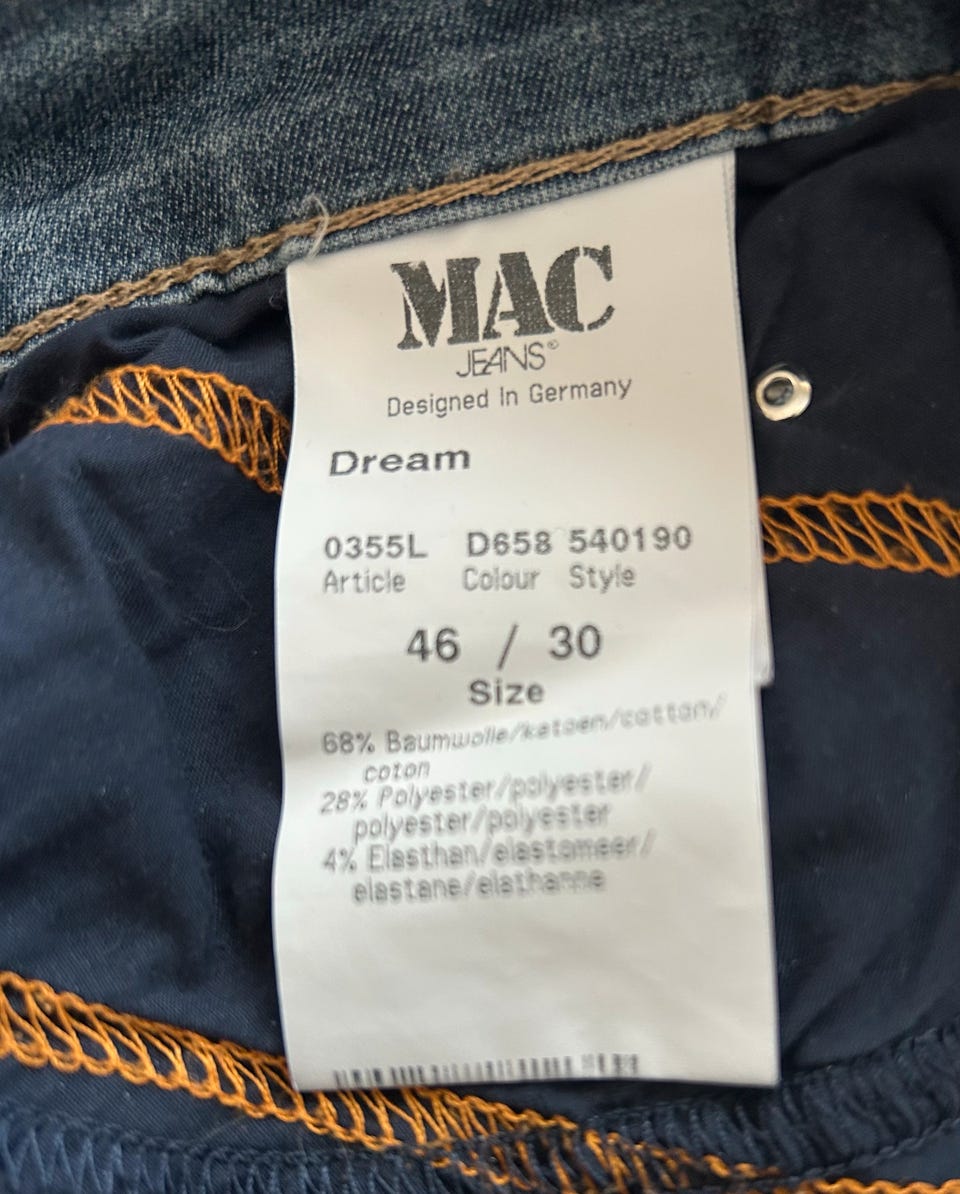 MAC
JEANS®
Designed in Germany
Dream
0355L D658 540190
Article Colour Style
46 / 30
Size
68% Baumwolle/katoen/cotton/
coton
28% Polyester/polyester/
polyester/polyester
4% Elasthan/elastomeer/
elastane/elathanne